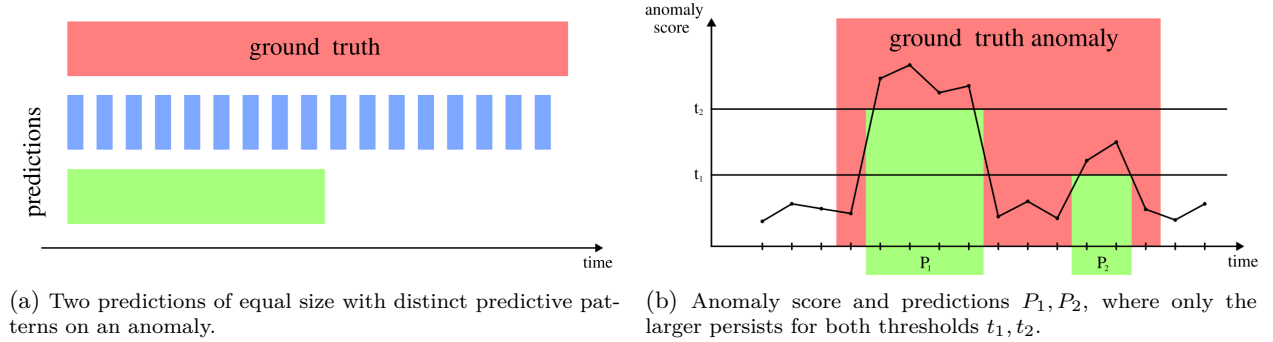 ground truth
predictions
time
(a) Two predictions of equal size with distinct predictive pat-
terns on an anomaly.
anomaly
score
ground truth anomaly
t₂
t₁
P₁
P₂
time
(b) Anomaly score and predictions P₁, P₂, where only the
larger persists for both thresholds t₁, t₂.